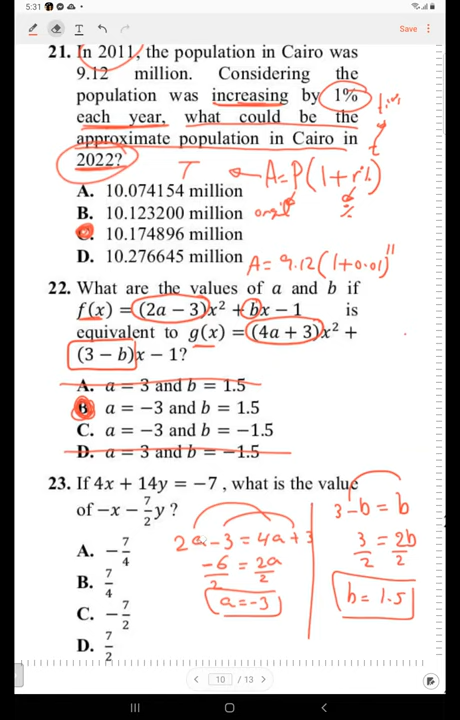 5:31
Save
21. In 2011, the population in Cairo was
9.12 million. Considering the
population was increasing by 1%
each year, what could be the
approximate population in Cairo in
2022?
A = P(1+r%)
A. 10.074154 million
B. 10.123200 million
%
C. 10.174896 million
D. 10.276645 million
A = 9.12(1+0.01)^11
22. What are the values of a and b if
f(x) = (2a − 3)x² + bx − 1 is
equivalent to g(x) = (4a + 3)x² +
(3 − b)x − 1?
A. a = 3 and b = 1.5
B. a = −3 and b = 1.5
C. a = −3 and b = −1.5
D. a = 3 and b = −1.5
23. If 4x + 14y = −7, what is the value
of −x − 7/2 y ?
A. − 7/4
B. 7/4
C. − 7/2
D. 7/2
2a-3 = 4a+3
-6/2 = 2a/2
a=-3
3-b = b
3/2 = 2b/2
b = 1.5
10 / 13